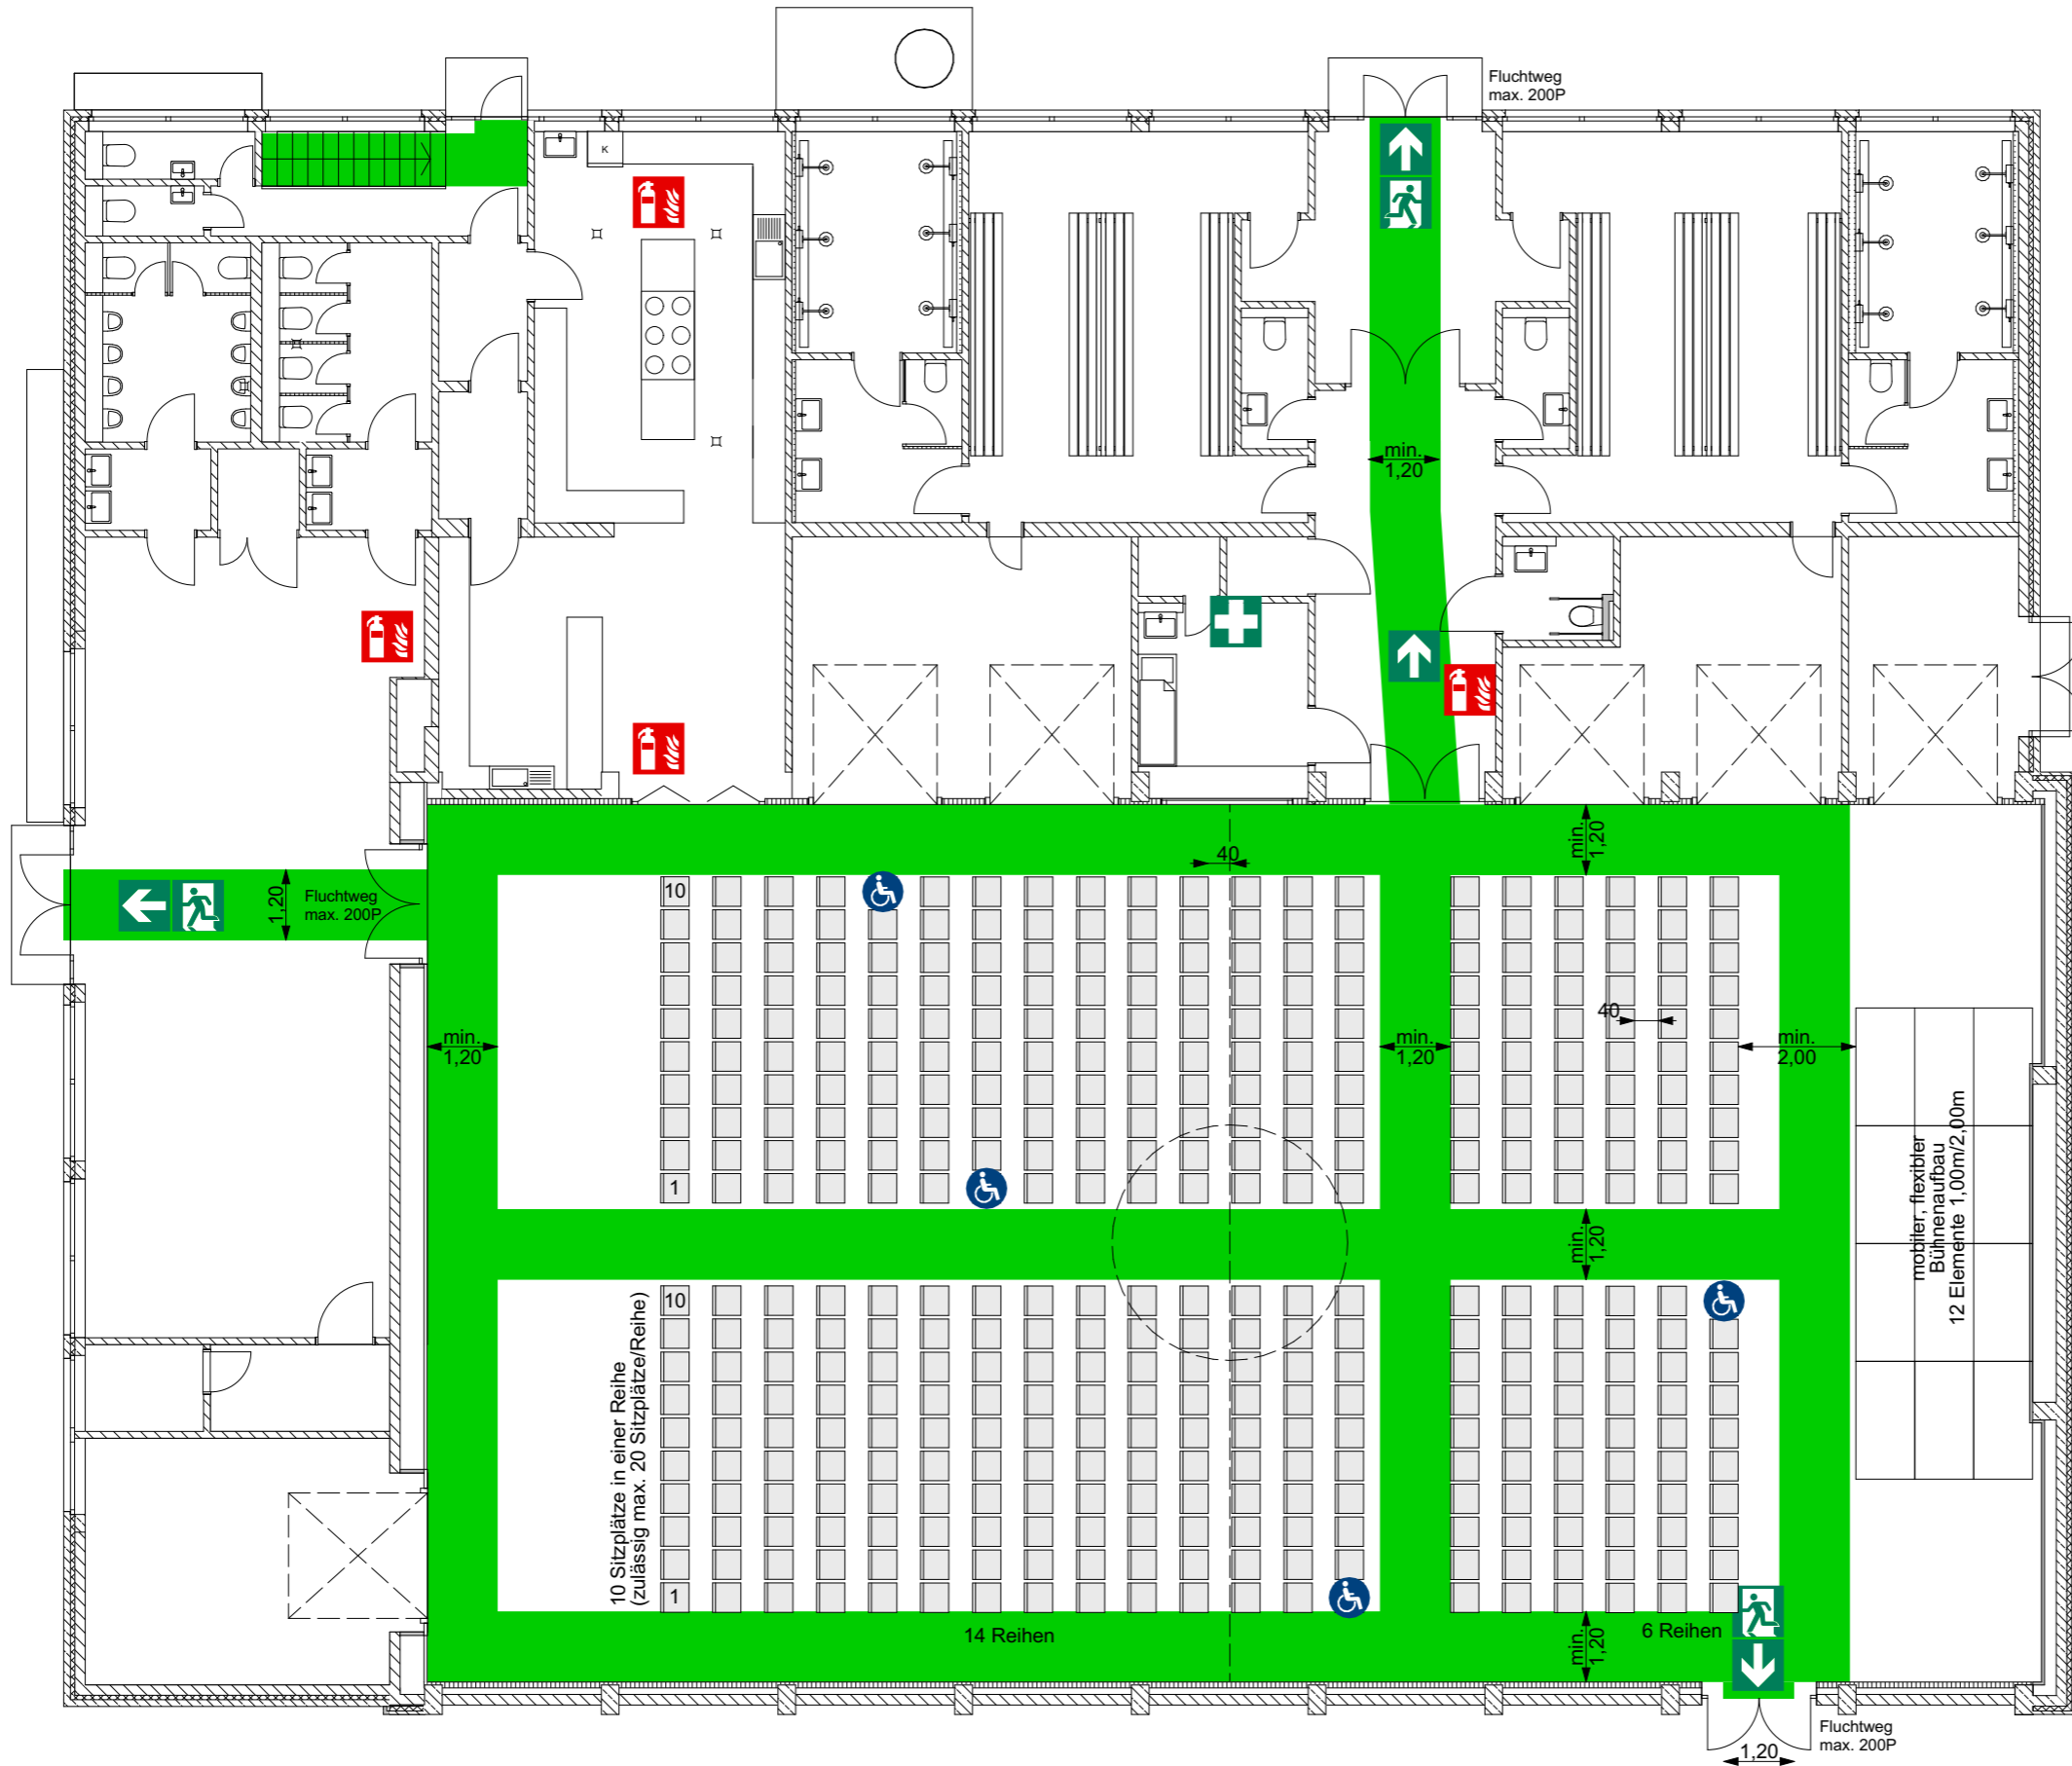 Fluchtweg
max. 200P
K
min.
1,20
min.
1,20
40
10
1,20
Fluchtweg
max. 200P
40
min.
1,20
min.
1,20
min.
2,00
1
min.
1,20
mobiler, flexibler
Bühnenaufbau
12 Elemente 1,00m/2,00m
10
10 Sitzplätze in einer Reihe
(zulässig max. 20 Sitzplätze/Reihe)
1
14 Reihen
6 Reihen
min.
1,20
Fluchtweg
max. 200P
1,20